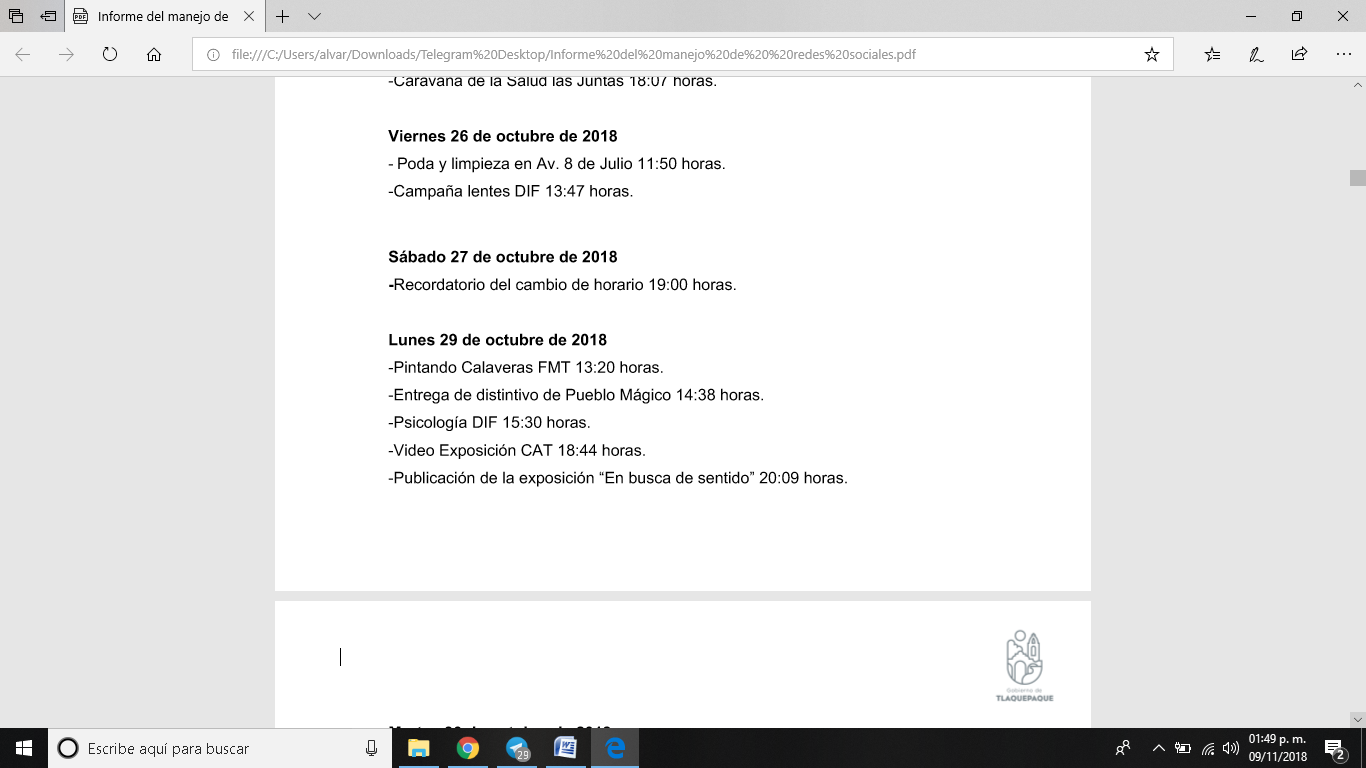 Informe del manejo de
file:///C:/Users/alvar/Downloads/Telegram%20Desktop/Informe%20del%20manejo%20de%20%20redes%20sociales.pdf
-Caravana de la Salud las Juntas 18:07 horas.
Viernes 26 de octubre de 2018
- Poda y limpieza en Av. 8 de Julio 11:50 horas.
-Campaña lentes DIF 13:47 horas.
Sábado 27 de octubre de 2018
-Recordatorio del cambio de horario 19:00 horas.
Lunes 29 de octubre de 2018
-Pintando Calaveras FMT 13:20 horas.
-Entrega de distintivo de Pueblo Mágico 14:38 horas.
-Psicología DIF 15:30 horas.
-Video Exposición CAT 18:44 horas.
-Publicación de la exposición “En busca de sentido” 20:09 horas.
Gobierno de
TLAQUEPAQUE
Escribe aquí para buscar
29
01:49 p. m.
09/11/2018
2